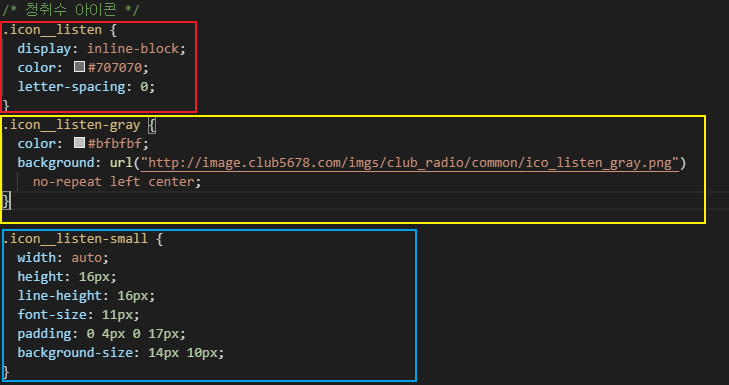 /* 청취수 아이콘 */
.icon__listen {
display: inline-block;
color: #707070;
letter-spacing: 0;
}
.icon__listen-gray {
color: #bfbfbf;
background: url("http://image.club5678.com/imgs/club_radio/common/ico_listen_gray.png")
no-repeat left center;
}
.icon__listen-small {
width: auto;
height: 16px;
line-height: 16px;
font-size: 11px;
padding: 0 4px 0 17px;
background-size: 14px 10px;
}